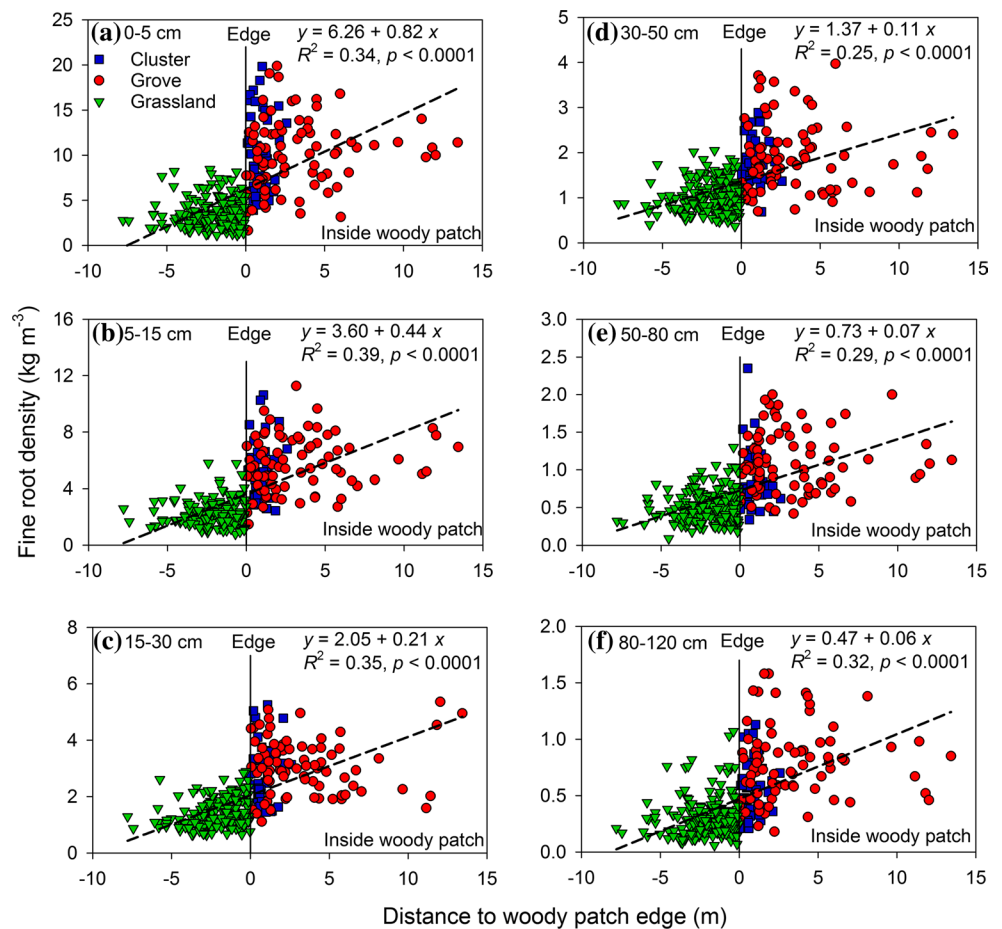 Fine root density (kg m⁻³)
(a) 0-5 cm Edge y = 6.26 + 0.82 x
R² = 0.34, p < 0.0001
Cluster
Grove
Grassland
Inside woody patch
25
20
15
10
5
0
-10 -5 0 5 10 15
(b) 5-15 cm Edge y = 3.60 + 0.44 x
R² = 0.39, p < 0.0001
Inside woody patch
16
12
8
4
0
-10 -5 0 5 10 15
(c) 15-30 cm Edge y = 2.05 + 0.21 x
R² = 0.35, p < 0.0001
Inside woody patch
8
6
4
2
0
-10 -5 0 5 10 15
(d) 30-50 cm Edge y = 1.37 + 0.11 x
R² = 0.25, p < 0.0001
Inside woody patch
5
4
3
2
1
0
-10 -5 0 5 10 15
(e) 50-80 cm Edge y = 0.73 + 0.07 x
R² = 0.29, p < 0.0001
Inside woody patch
3.0
2.5
2.0
1.5
1.0
0.5
0.0
-10 -5 0 5 10 15
(f) 80-120 cm Edge y = 0.47 + 0.06 x
R² = 0.32, p < 0.0001
Inside woody patch
2.0
1.5
1.0
0.5
0.0
-10 -5 0 5 10 15
Distance to woody patch edge (m)